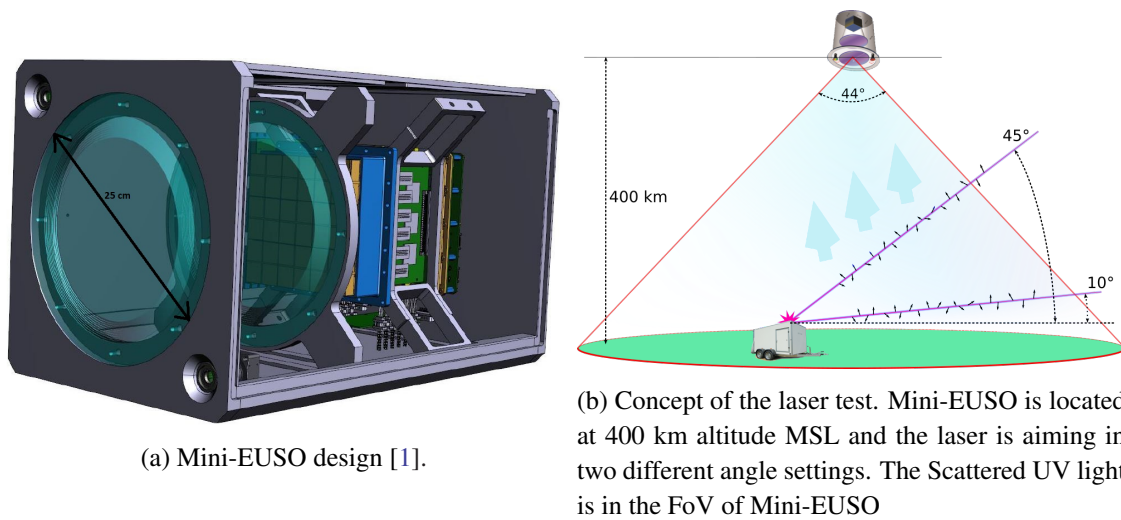 25 cm
44°
45°
400 km
10°
(a) Mini-EUSO design [1].
(b) Concept of the laser test. Mini-EUSO is located
at 400 km altitude MSL and the laser is aiming in
two different angle settings. The Scattered UV light
is in the FoV of Mini-EUSO